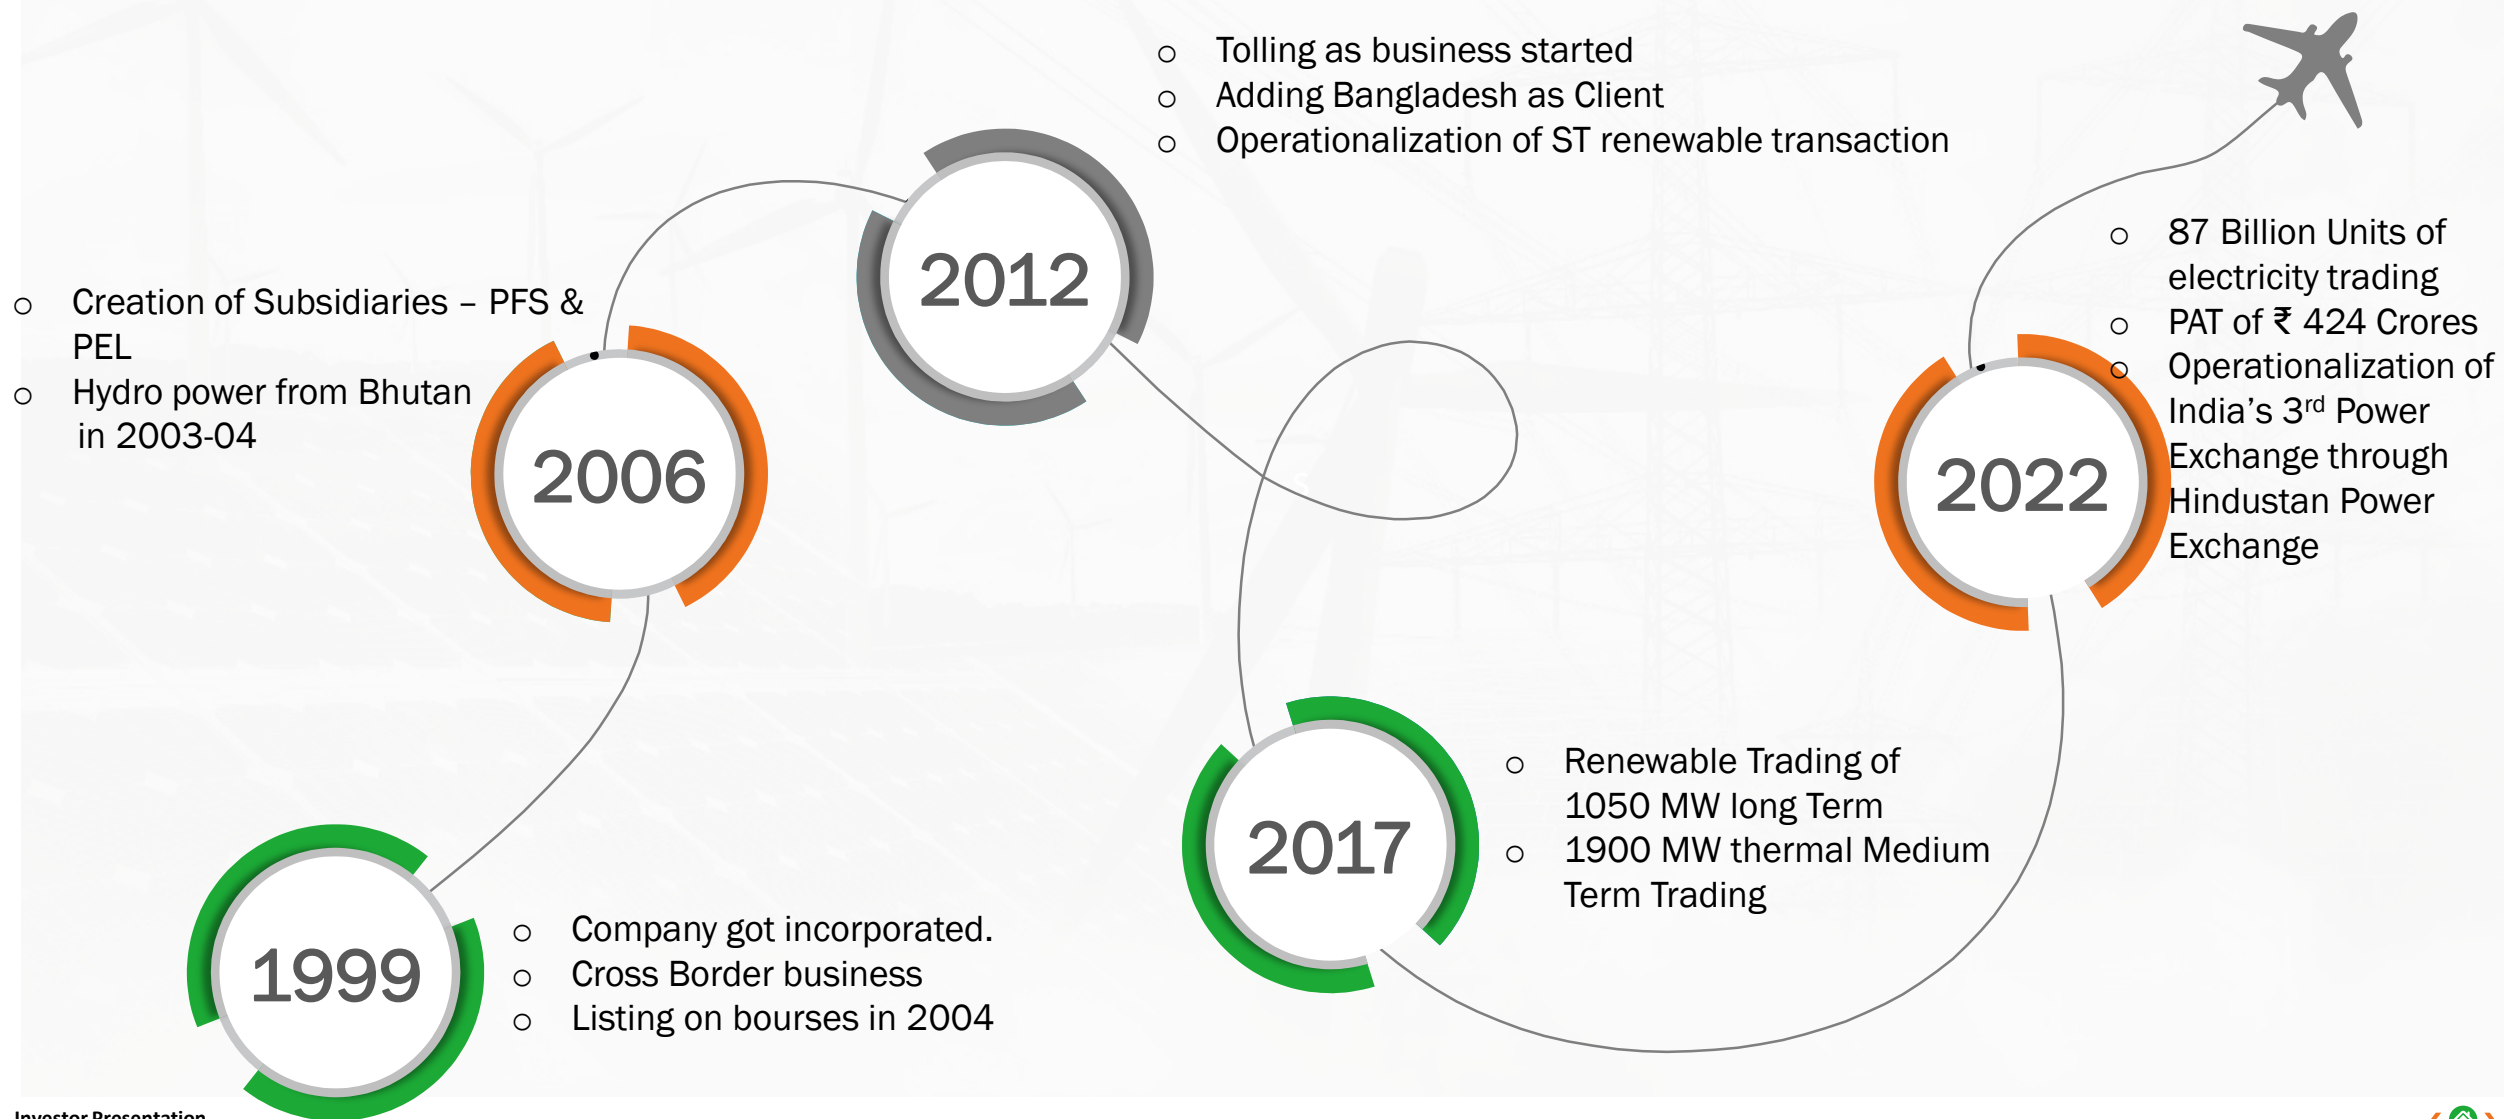 ○ Tolling as business started
○ Adding Bangladesh as Client
○ Operationalization of ST renewable transaction
2012
○ Creation of Subsidiaries – PFS &
PEL
○ Hydro power from Bhutan
in 2003-04
2006
○ 87 Billion Units of
electricity trading
○ PAT of ₹ 424 Crores
○ Operationalization of
India’s 3rd Power
Exchange through
Hindustan Power
Exchange
2022
s
2017
○ Renewable Trading of
1050 MW long Term
○ 1900 MW thermal Medium
Term Trading
1999
○ Company got incorporated.
○ Cross Border business
○ Listing on bourses in 2004
Investor Presentation